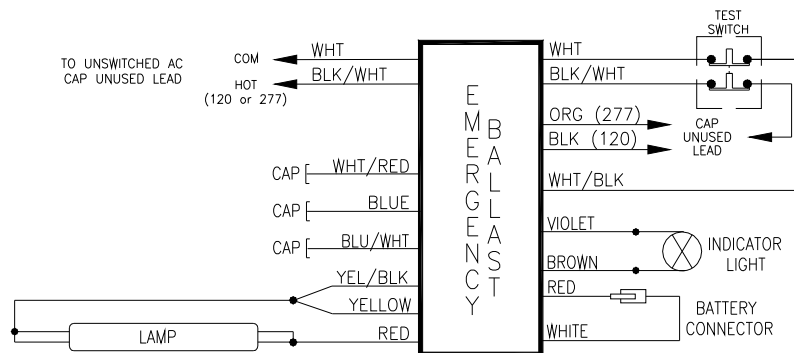 TEST
SWITCH
TO UNSWITCHED AC
CAP UNUSED LEAD
COM
WHT
HOT
(120 or 277)
BLK/WHT
WHT
BLK/WHT
ORG (277)
BLK (120)
CAP
UNUSED
LEAD
EMERGENCY
BALLAST
CAP
WHT/RED
WHT/BLK
CAP
BLUE
CAP
BLU/WHT
VIOLET
BROWN
INDICATOR
LIGHT
YEL/BLK
YELLOW
RED
WHITE
BATTERY
CONNECTOR
LAMP
RED